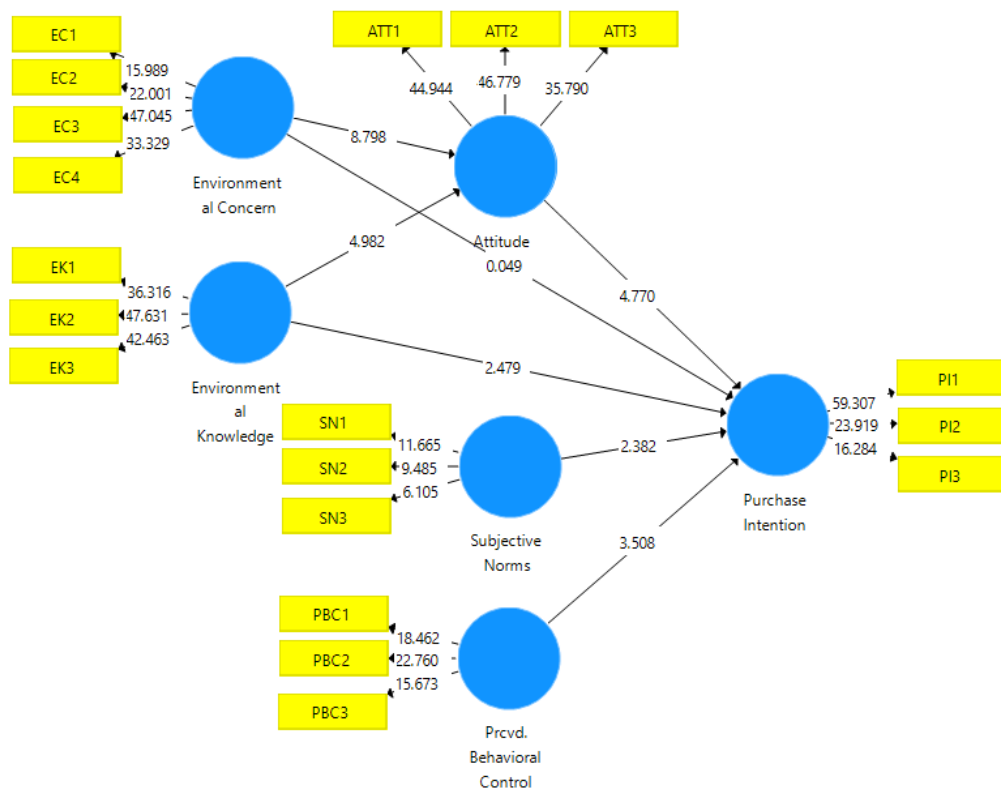 ATT1 ATT2 ATT3
EC1
EC2
EC3
EC4
15.989
22.001
47.045
33.329
44.944 46.779 35.790
8.798
Environment
al Concern
4.982
Attitude
0.049
EK1
EK2
EK3
36.316
47.631
42.463
4.770
2.479
Environment
al
Knowledge
SN1
SN2
SN3
11.665
9.485
6.105
2.382
59.307
23.919
16.284
PI1
PI2
PI3
Purchase
Intention
Subjective
Norms
3.508
PBC1
PBC2
PBC3
18.462
22.760
15.673
Prcvd.
Behavioral
Control